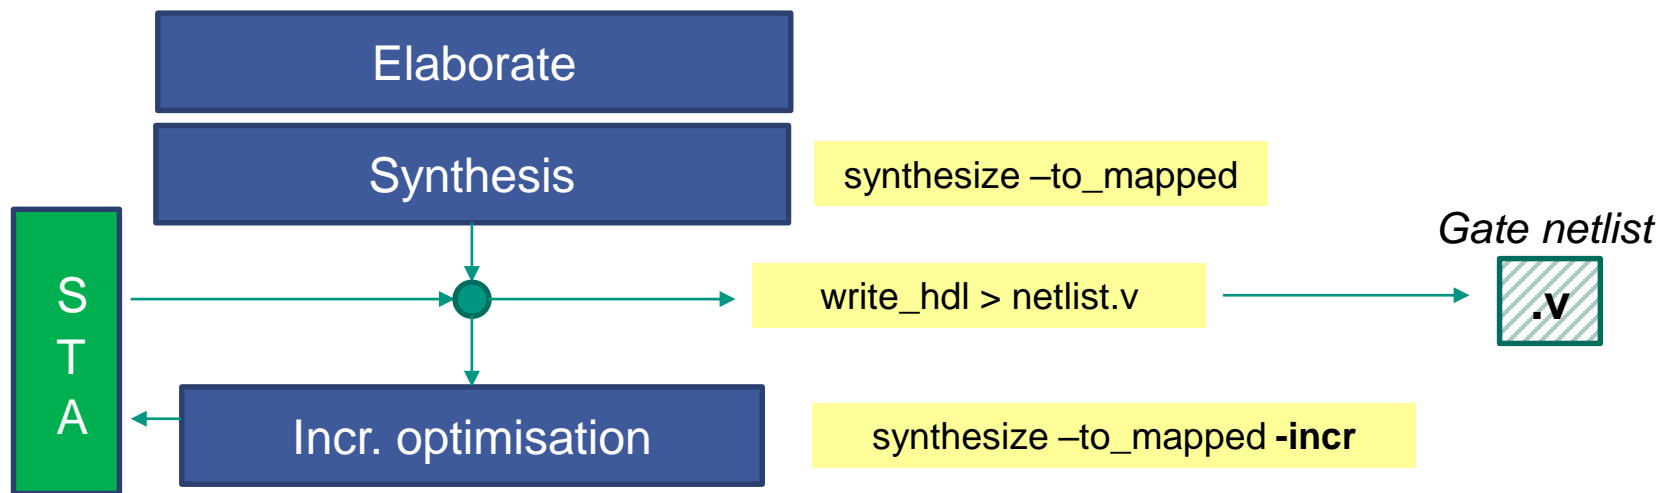 Elaborate
Synthesis
synthesize –to_mapped
Gate netlist
S
T
A
write_hdl > netlist.v
.v
Incr. optimisation
synthesize –to_mapped -incr